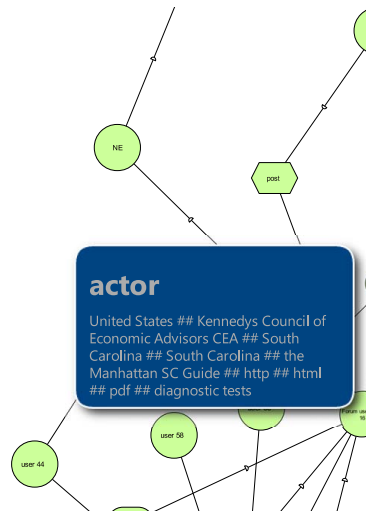 NE
post
actor
United States ## Kennedys Council of
Economic Advisors CEA ## South
Carolina ## South Carolina ## the
Manhattan SC Guide ## http ## html
## pdf ## diagnostic tests
user 58
user 44